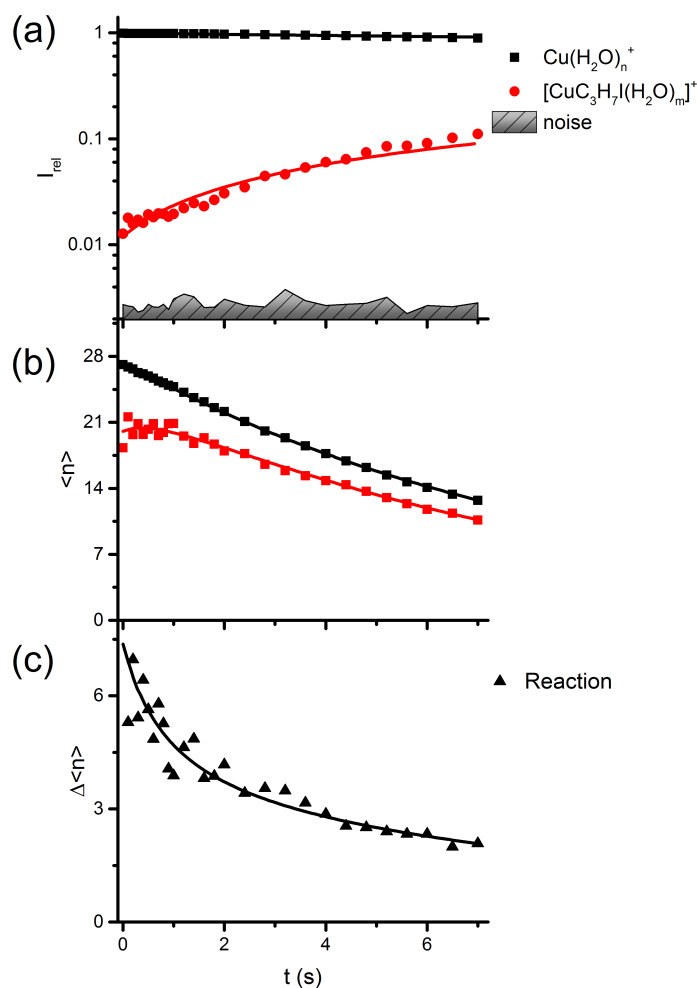 (a)
1
0.1
0.01
I_rel
Cu(H₂O)ₙ⁺
[CuC₃H₇I(H₂O)ₘ]⁺
noise
(b)
28
21
14
7
0
<n>
(c)
6
3
0
Δ<n>
Reaction
0 2 4 6
t (s)